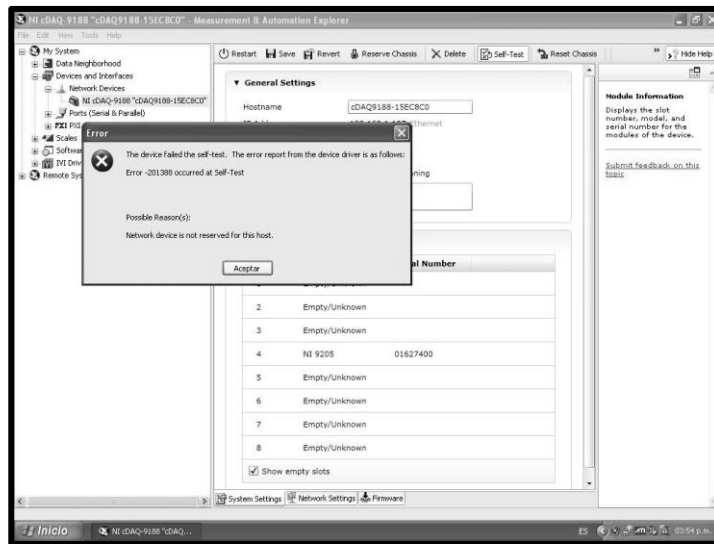 NI cDAQ-9188 "cDAQ9188-15EC8C0" - Measurement & Automation Explorer
File Edit View Tools Help
My System
Data Neighborhood
Devices and Interfaces
Network Devices
NI cDAQ-9188 "cDAQ9188-15EC8C0"
Ports (Serial & Parallel)
PXI PXI
Scales
Softwar
IVI Driv
Remote Sys
Restart Save Revert Reserve Chassis Delete Self-Test Reset Chassis
Hide Help
General Settings
Hostname cDAQ9188-15EC8C0
Ethernet
Error
The device failed the self-test. The error report from the device driver is as follows:
Error -201388 occurred at Self-Test
Possible Reason(s):
Network device is not reserved for this host.
Aceptar
ning
al Number
2 Empty/Unknown
3 Empty/Unknown
4 NI 9205 01627400
5 Empty/Unknown
6 Empty/Unknown
7 Empty/Unknown
8 Empty/Unknown
Show empty slots
System Settings Network Settings Firmware
Module Information
Displays the slot
number, model, and
serial number for the
modules of the device.
Submit feedback on this
topic
Inicio NI cDAQ-9188 "cDAQ...
ES 03:54 p.m.